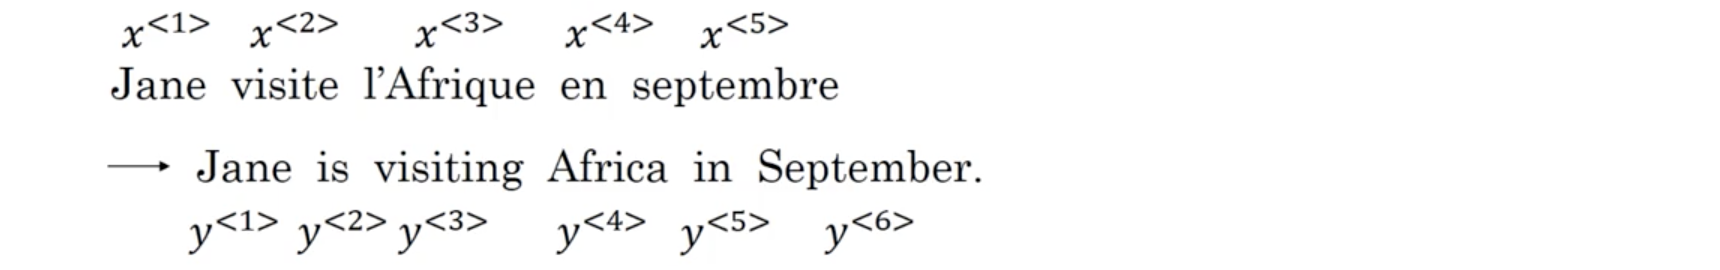 x<1> x<2> x<3> x<4> x<5>
Jane visite l’Afrique en septembre
⟶ Jane is visiting Africa in September.
y<1> y<2> y<3> y<4> y<5> y<6>